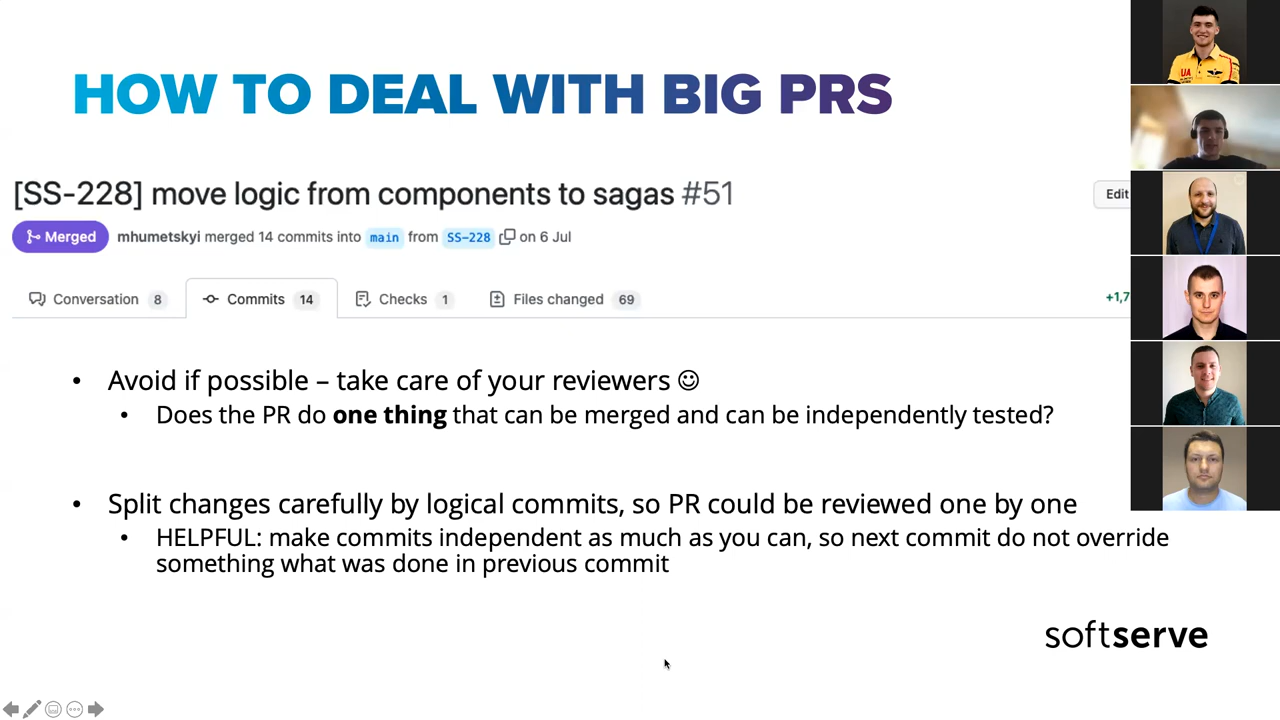 HOW TO DEAL WITH BIG PRS
[SS-228] move logic from components to sagas #51
Edit
Merged mhumetskyi merged 14 commits into main from SS-228 on 6 Jul
Conversation 8 Commits 14 Checks 1 Files changed 69 +1,7
• Avoid if possible – take care of your reviewers ☺
• Does the PR do one thing that can be merged and can be independently tested?
• Split changes carefully by logical commits, so PR could be reviewed one by one
• HELPFUL: make commits independent as much as you can, so next commit do not override
something what was done in previous commit
softserve
UA